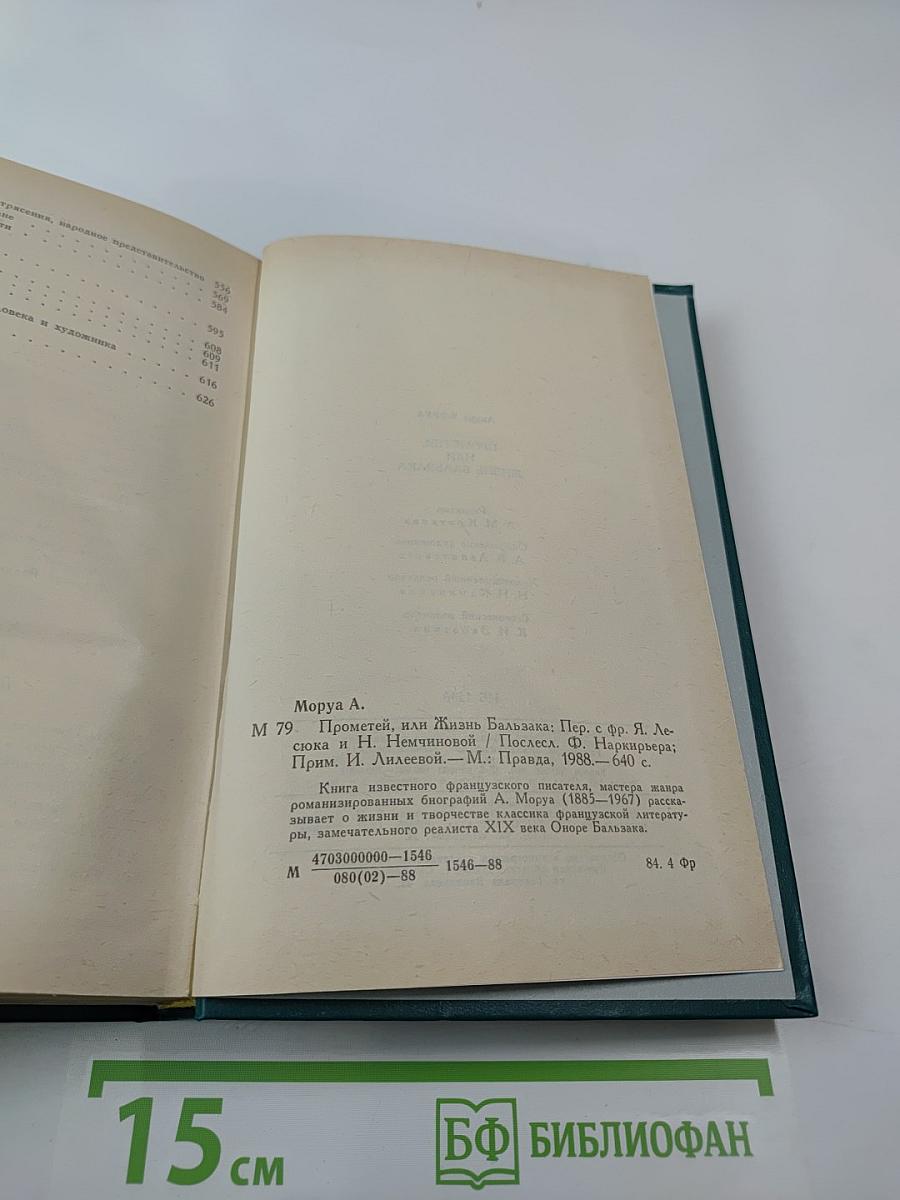 народное представительство 536
569
584
595
608
609
и художника 611
616
626
Моруа А.
М 79 Прометей, или Жизнь Бальзака: Пер. с фр. Я. Ле-
сюка и Н. Немчиновой / Послесл. Ф. Наркирьера;
Прим. И. Лилеевой.— М.: Правда, 1988.— 640 с.
Книга известного французского писателя, мастера жанра
романизированных биографий А. Моруа (1885—1967) расска-
зывает о жизни и творчестве классика французской литерату-
ры, замечательного реалиста XIX века Оноре Бальзака.
М 4703000000—1546 / 080(02)—88 1546—88 84. 4 Фр
15 см
БФ БИБЛИОФАН